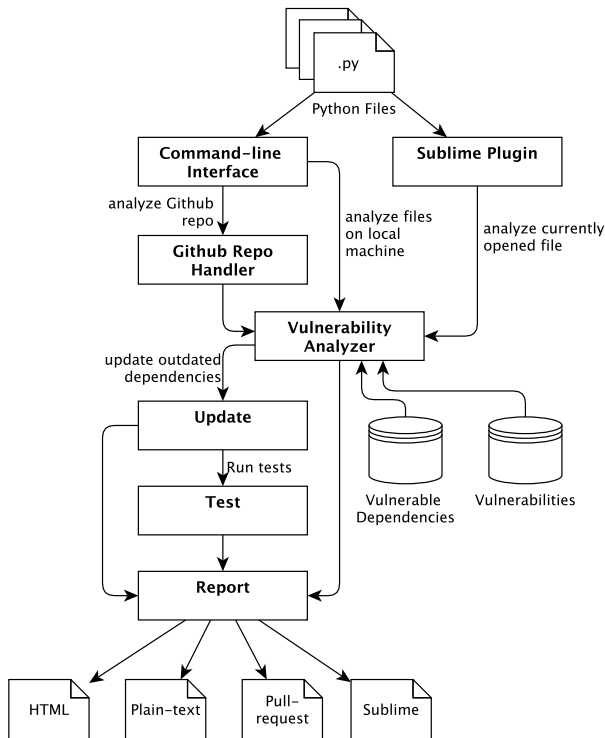 .py
Python Files
Command-line
Interface
Sublime Plugin
analyze Github
repo
analyze files
on local
machine
analyze currently
opened file
Github Repo
Handler
Vulnerability
Analyzer
update outdated
dependencies
Update
Run tests
Test
Vulnerable
Dependencies
Vulnerabilities
Report
HTML
Plain-text
Pull-
request
Sublime